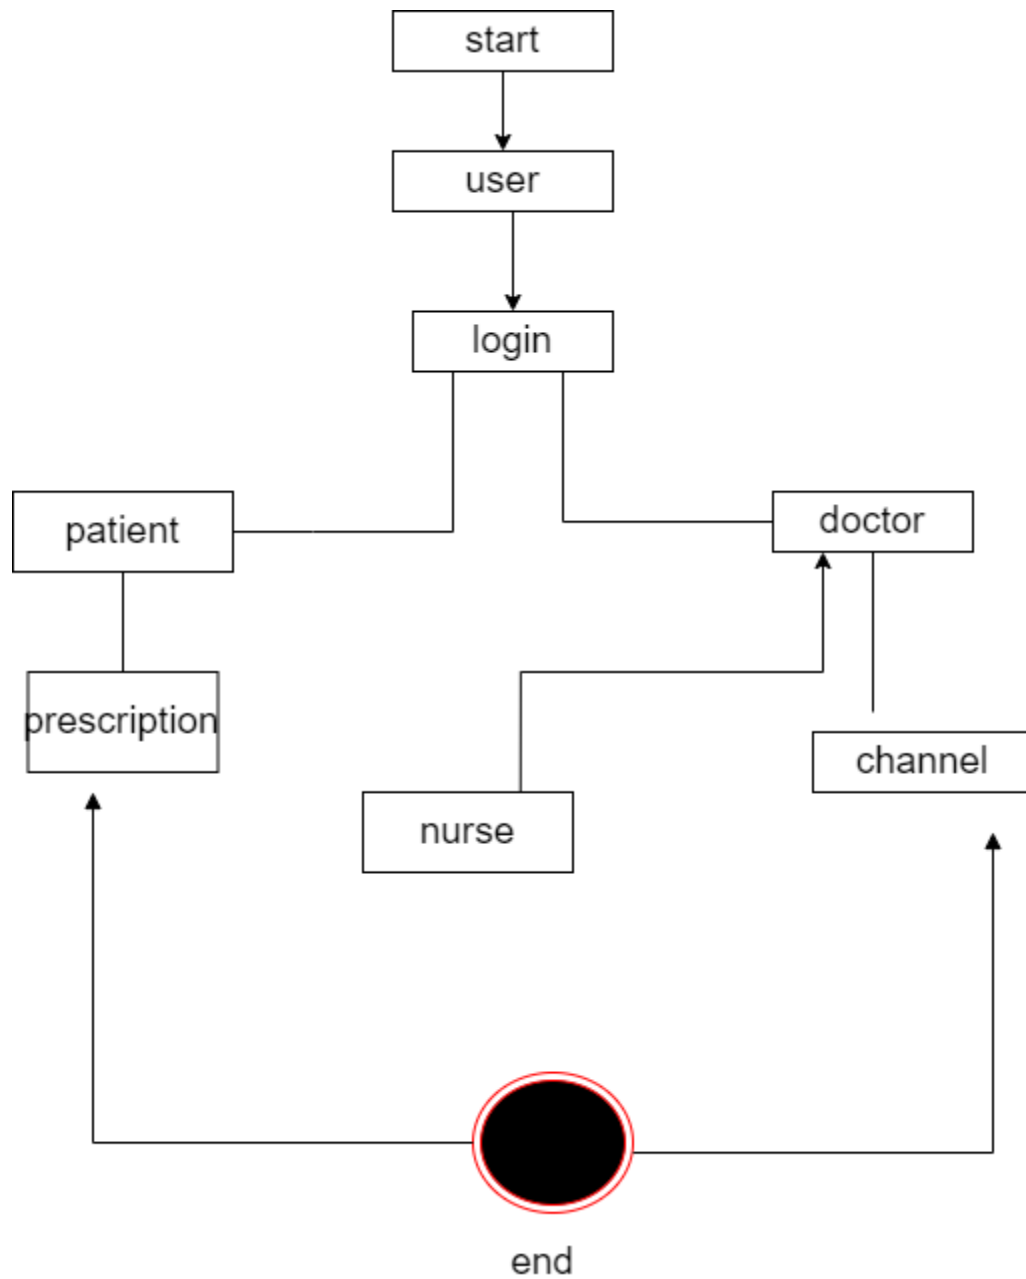 start
user
login
patient
doctor
prescription
channel
nurse
end